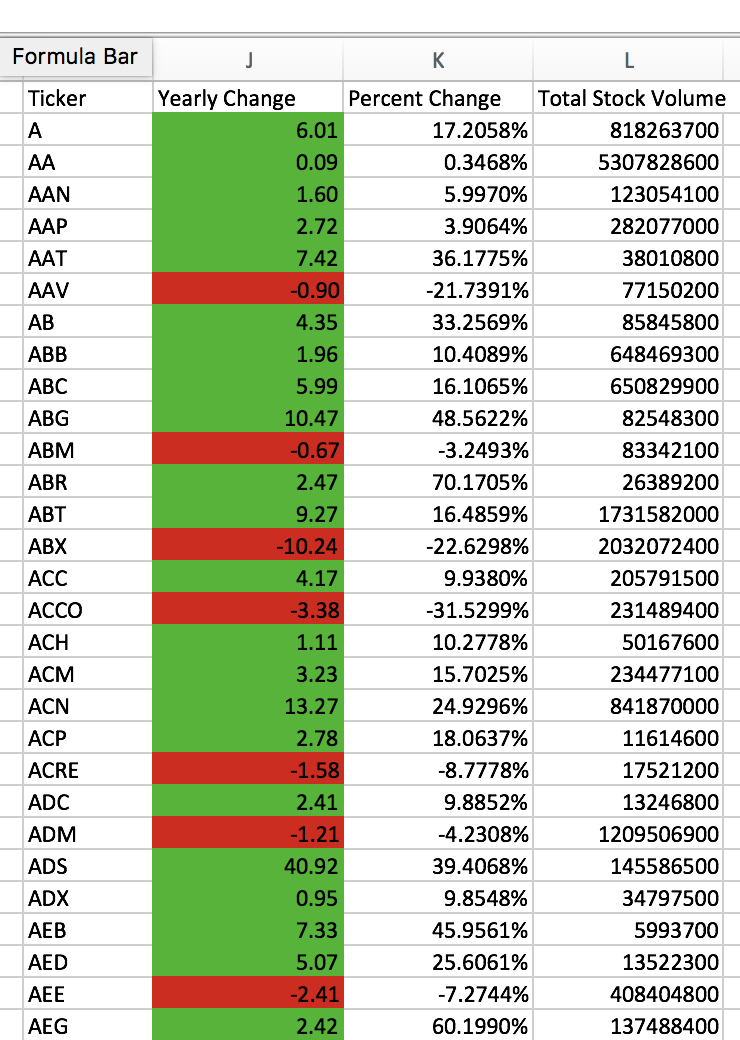 Formula Bar J K L
Ticker Yearly Change Percent Change Total Stock Volume
A 6.01 17.2058% 818263700
AA 0.09 0.3468% 5307828600
AAN 1.60 5.9970% 123054100
AAP 2.72 3.9064% 282077000
AAT 7.42 36.1775% 38010800
AAV -0.90 -21.7391% 77150200
AB 4.35 33.2569% 85845800
ABB 1.96 10.4089% 648469300
ABC 5.99 16.1065% 650829900
ABG 10.47 48.5622% 82548300
ABM -0.67 -3.2493% 83342100
ABR 2.47 70.1705% 26389200
ABT 9.27 16.4859% 1731582000
ABX -10.24 -22.6298% 2032072400
ACC 4.17 9.9380% 205791500
ACCO -3.38 -31.5299% 231489400
ACH 1.11 10.2778% 50167600
ACM 3.23 15.7025% 234477100
ACN 13.27 24.9296% 841870000
ACP 2.78 18.0637% 11614600
ACRE -1.58 -8.7778% 17521200
ADC 2.41 9.8852% 13246800
ADM -1.21 -4.2308% 1209506900
ADS 40.92 39.4068% 145586500
ADX 0.95 9.8548% 34797500
AEB 7.33 45.9561% 5993700
AED 5.07 25.6061% 13522300
AEE -2.41 -7.2744% 408404800
AEG 2.42 60.1990% 137488400